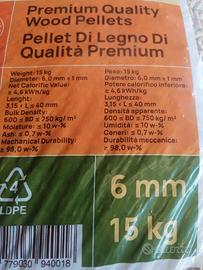 Premium Quality
Wood Pellets
Pellet Di Legno Di
Qualità Premium
Weight: 15 kg
Diameter: 6,0 mm ± 1 mm
Net Calorific Value:
≥ 4,6 kWh/kg
Lenght:
3,15 < L ≤ 40 mm
Bulk Density:
600 ≤ BD ≤ 750 kg/m³
Moisture: ≤ 10 w-%
Ash: ≤ 0,7 w-%
Machanical Durability:
≥ 98,0 w-%
Peso: 15 kg
Diametro: 6,0 mm ± 1 mm
Potere calorifico inferiore:
≥ 4,6 kWh/kg
Lunghezza:
3,15 < L ≤ 40 mm
Densità apparente:
600 ≤ BD ≤ 750 kg/m³
Umidità: ≤ 10 w-%
Ceneri: ≤ 0,7 w-%
Durabilità meccanica:
≥ 98,0 w-%
4
LDPE
6 mm
15 kg
779030 940018